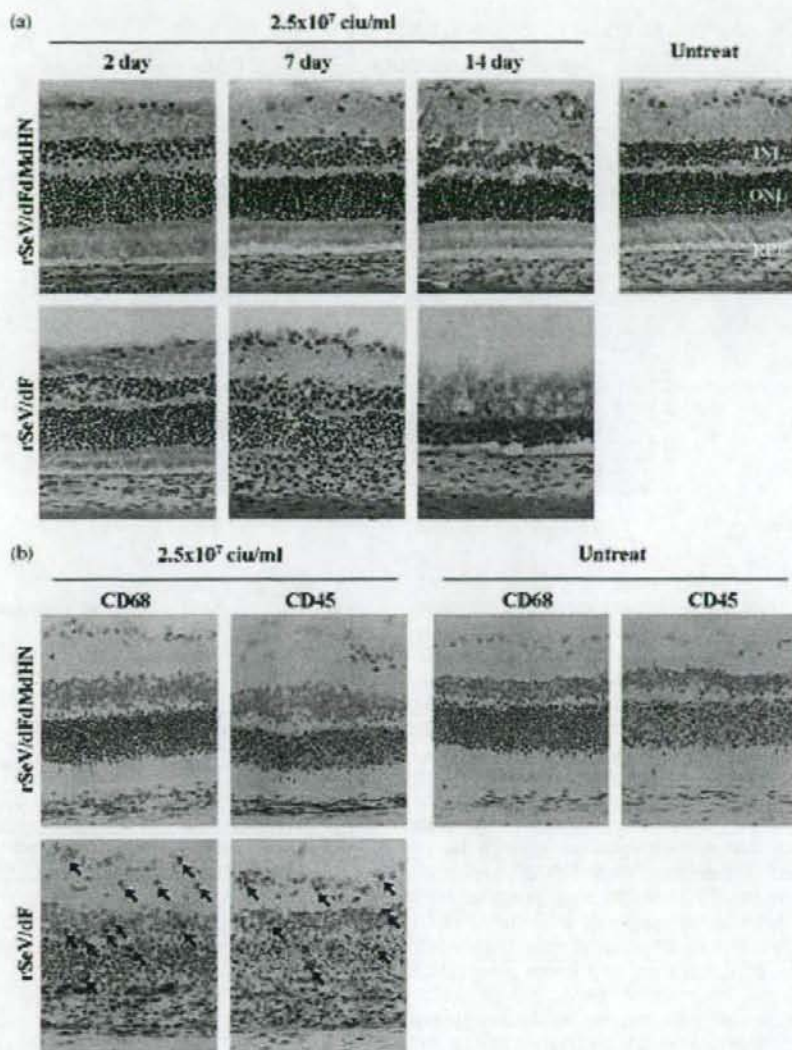 (a)
2.5x10⁷ ciu/ml
2 day 7 day 14 day Untreat
rSeV/dFdMdHN
INL
ONL
RPE
rSeV/dF
(b)
2.5x10⁷ ciu/ml Untreat
CD68 CD45 CD68 CD45
rSeV/dFdMdHN
rSeV/dF